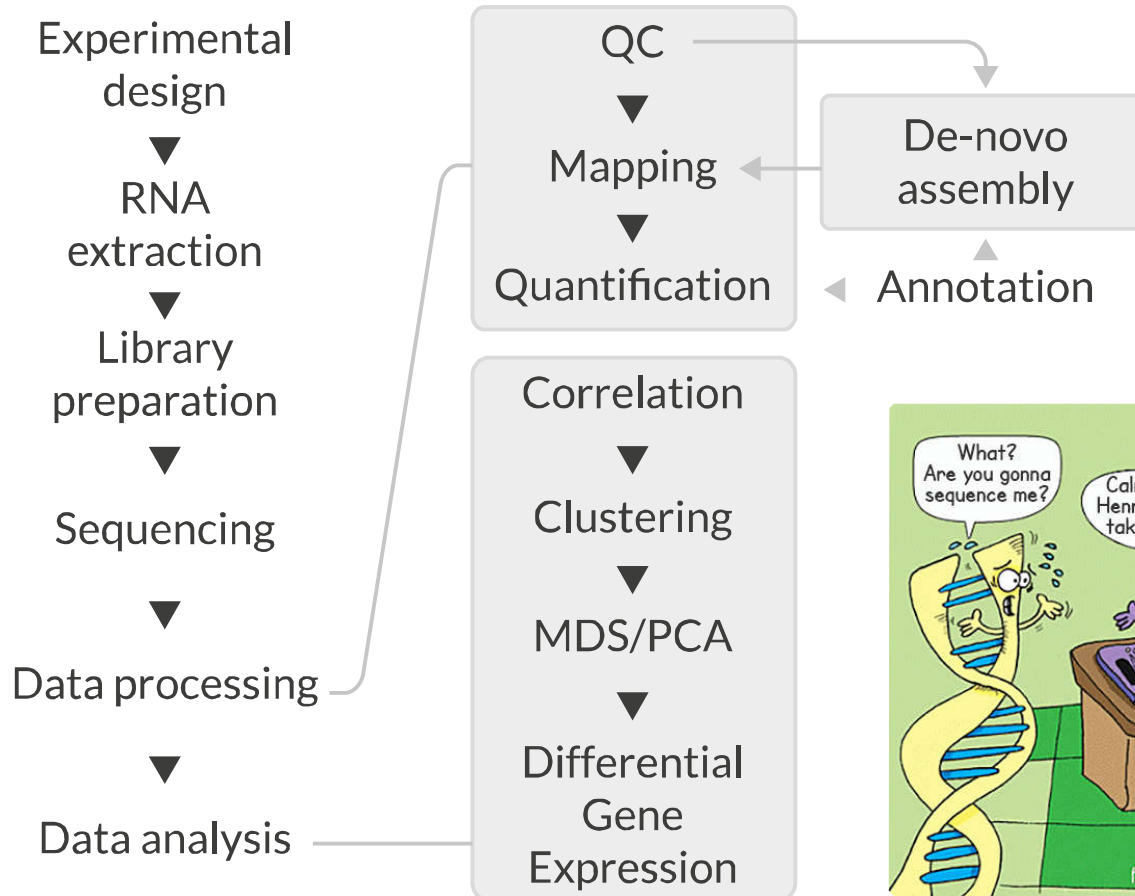 Experimental
design
RNA
extraction
Library
preparation
Sequencing
Data processing
Data analysis
QC
Mapping
Quantification
De-novo
assembly
Annotation
Correlation
Clustering
MDS/PCA
Differential
Gene
Expression
What?
Are you gonna
sequence me?